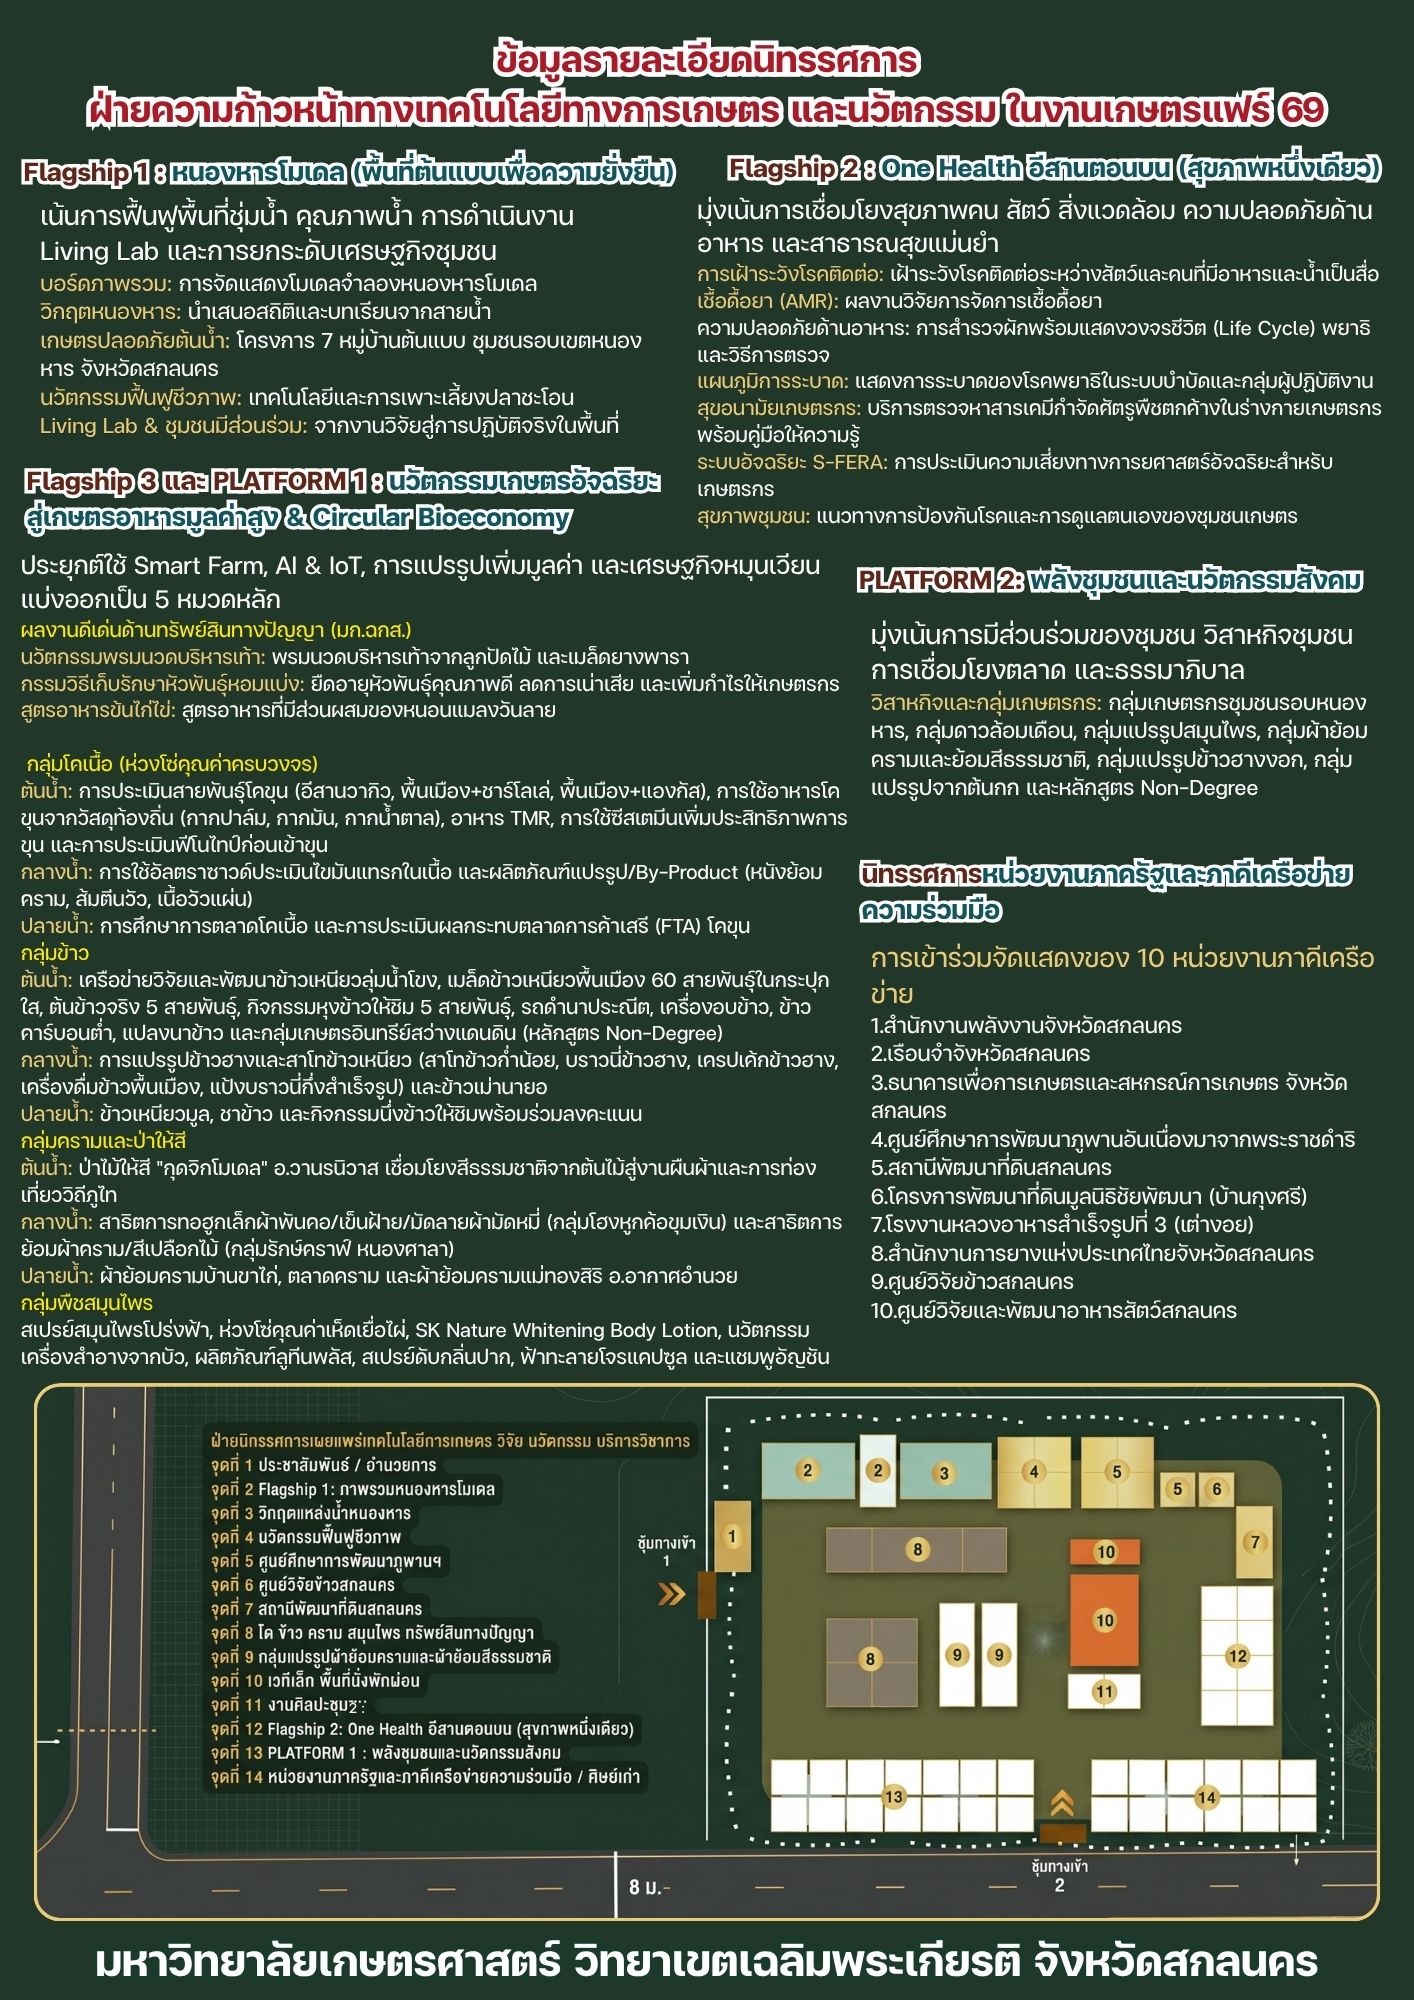 ข้อมูลรายละเอียดนิทรรศการ
ฝ่ายความก้าวหน้าทางเทคโนโลยีทางการเกษตร และนวัตกรรม ในงานเกษตรแฟร์ 69
Flagship 1 : หนองหารโมเดล (พื้นที่ต้นแบบเพื่อความยั่งยืน)
เน้นการฟื้นฟูพื้นที่ชุ่มน้ำ คุณภาพน้ำ การดำเนินงาน
Living Lab และการยกระดับเศรษฐกิจชุมชน
บอร์ดภาพรวม: การจัดแสดงโมเดลจำลองหนองหารโมเดล
วิกฤตหนองหาร: นำเสนอสถิติและบทเรียนจากสายน้ำ
เกษตรปลอดภัยต้นน้ำ: โครงการ 7 หมู่บ้านต้นแบบ ชุมชนรอบเขตหนอง
หาร จังหวัดสกลนคร
นวัตกรรมฟื้นฟูชีวภาพ: เทคโนโลยีและการเพาะเลี้ยงปลาชะโอน
Living Lab & ชุมชนมีส่วนร่วม: จากงานวิจัยสู่การปฏิบัติจริงในพื้นที่
Flagship 2 : One Health อีสานตอนบน (สุขภาพหนึ่งเดียว)
มุ่งเน้นการเชื่อมโยงสุขภาพคน สัตว์ สิ่งแวดล้อม ความปลอดภัยด้าน
อาหาร และสาธารณสุขแม่นยำ
การเฝ้าระวังโรคติดต่อ: เฝ้าระวังโรคติดต่อระหว่างสัตว์และคนที่มีอาหารและน้ำเป็นสื่อ
เชื้อดื้อยา (AMR): ผลงานวิจัยการจัดการเชื้อดื้อยา
ความปลอดภัยด้านอาหาร: การสำรวจผักพร้อมแสดงวงจรชีวิต (Life Cycle) พยาธิ
และวิธีการตรวจ
แผนภูมิการระบาด: แสดงการระบาดของโรคพยาธิในระบบบำบัดและกลุ่มผู้ปฏิบัติงาน
สุขอนามัยเกษตรกร: บริการตรวจหาสารเคมีกำจัดศัตรูพืชตกค้างในร่างกายเกษตรกร
พร้อมคู่มือให้ความรู้
ระบบอัจฉริยะ S-FERA: การประเมินความเสี่ยงทางการยศาสตร์อัจฉริยะสำหรับ
เกษตรกร
สุขภาพชุมชน: แนวทางการป้องกันโรคและการดูแลตนเองของชุมชนเกษตร
Flagship 3 และ PLATFORM 1 : นวัตกรรมเกษตรอัจฉริยะ
สู่เกษตรอาหารมูลค่าสูง & Circular Bioeconomy
ประยุกต์ใช้ Smart Farm, AI & IoT, การแปรรูปเพิ่มมูลค่า และเศรษฐกิจหมุนเวียน
แบ่งออกเป็น 5 หมวดหลัก
ผลงานดีเด่นด้านทรัพย์สินทางปัญญา (มก.ฉกส.)
นวัตกรรมพรมนวดบริหารเท้า: พรมนวดบริหารเท้าจากลูกปัดไม้ และเมล็ดยางพารา
กรรมวิธีเก็บรักษาหัวพันธุ์หอมแบ่ง: ยืดอายุหัวพันธุ์คุณภาพดี ลดการเน่าเสีย และเพิ่มกำไรให้เกษตรกร
สูตรอาหารข้นไก่ไข่: สูตรอาหารที่มีส่วนผสมของหนอนแมลงวันลาย
กลุ่มโคเนื้อ (ห่วงโซ่คุณค่าครบวงจร)
ต้นน้ำ: การประเมินสายพันธุ์โคขุน (อีสานวากิว, พื้นเมือง+ชาร์โลเล่, พื้นเมือง+แองกัส), การใช้อาหารโค
ขุนจากวัสดุท้องถิ่น (กากปาล์ม, กากมัน, กากน้ำตาล), อาหาร TMR, การใช้ซีสเตมีนเพิ่มประสิทธิภาพการ
ขุน และการประเมินฟีโนไทป์ก่อนเข้าขุน
กลางน้ำ: การใช้อัลตราซาวด์ประเมินไขมันแทรกในเนื้อ และผลิตภัณฑ์แปรรูป/By-Product (หนังย้อม
คราม, ส้มตีนวัว, เนื้อวัวแผ่น)
ปลายน้ำ: การศึกษาการตลาดโคเนื้อ และการประเมินผลกระทบตลาดการค้าเสรี (FTA) โคขุน
กลุ่มข้าว
ต้นน้ำ: เครือข่ายวิจัยและพัฒนาข้าวเหนียวลุ่มน้ำโขง, เมล็ดข้าวเหนียวพื้นเมือง 60 สายพันธุ์ในกระปุก
ใส, ต้นข้าวจริง 5 สายพันธุ์, กิจกรรมหุงข้าวให้ชิม 5 สายพันธุ์, รถดำนาประณีต, เครื่องอบข้าว, ข้าว
คาร์บอนต่ำ, แปลงนาข้าว และกลุ่มเกษตรอินทรีย์สว่างแดนดิน (หลักสูตร Non-Degree)
กลางน้ำ: การแปรรูปข้าวฮางและสาโทข้าวเหนียว (สาโทข้าวก่ำน้อย, บราวนี่ข้าวฮาง, เครปเค้กข้าวฮาง,
เครื่องดื่มข้าวพื้นเมือง, แป้งบราวนี่กึ่งสำเร็จรูป) และข้าวเม่านายอ
ปลายน้ำ: ข้าวเหนียวมูล, ชาข้าว และกิจกรรมนึ่งข้าวให้ชิมพร้อมร่วมลงคะแนน
กลุ่มครามและป่าให้สี
ต้นน้ำ: ป่าไม้ให้สี "กุดจิกโมเดล" อ.วานรนิวาส เชื่อมโยงสีธรรมชาติจากต้นไม้สู่งานผืนผ้าและการท่อง
เที่ยววิถีภูไท
กลางน้ำ: สาธิตการทอฮูกเล็กผ้าพันคอ/เข็นฝ้าย/มัดลายผ้ามัดหมี่ (กลุ่มโฮงหูกค้อขุมเงิน) และสาธิตการ
ย้อมผ้าคราม/สีเปลือกไม้ (กลุ่มรักษ์คราฟ หนองศาลา)
ปลายน้ำ: ผ้าย้อมครามบ้านขาไก่, ตลาดคราม และผ้าย้อมครามแม่ทองสิริ อ.อากาศอำนวย
กลุ่มพืชสมุนไพร
สเปรย์สมุนไพรโปร่งฟ้า, ห่วงโซ่คุณค่าเห็ดเยื่อไผ่, SK Nature Whitening Body Lotion, นวัตกรรม
เครื่องสำอางจากบัว, ผลิตภัณฑ์ลูทีนพลัส, สเปรย์ดับกลิ่นปาก, ฟ้าทะลายโจรแคปซูล และแชมพูอัญชัน
PLATFORM 2: พลังชุมชนและนวัตกรรมสังคม
มุ่งเน้นการมีส่วนร่วมของชุมชน วิสาหกิจชุมชน
การเชื่อมโยงตลาด และธรรมาภิบาล
วิสาหกิจและกลุ่มเกษตรกร: กลุ่มเกษตรกรชุมชนรอบหนอง
หาร, กลุ่มดาวล้อมเดือน, กลุ่มแปรรูปสมุนไพร, กลุ่มผ้าย้อม
ครามและย้อมสีธรรมชาติ, กลุ่มแปรรูปข้าวฮางงอก, กลุ่ม
แปรรูปจากต้นกก และหลักสูตร Non-Degree
นิทรรศการหน่วยงานภาครัฐและภาคีเครือข่าย
ความร่วมมือ
การเข้าร่วมจัดแสดงของ 10 หน่วยงานภาคีเครือ
ข่าย
1.สำนักงานพลังงานจังหวัดสกลนคร
2.เรือนจำจังหวัดสกลนคร
3.ธนาคารเพื่อการเกษตรและสหกรณ์การเกษตร จังหวัด
สกลนคร
4.ศูนย์ศึกษาการพัฒนาภูพานอันเนื่องมาจากพระราชดำริ
5.สถานีพัฒนาที่ดินสกลนคร
6.โครงการพัฒนาที่ดินมูลนิธิชัยพัฒนา (บ้านกุงศรี)
7.โรงงานหลวงอาหารสำเร็จรูปที่ 3 (เต่างอย)
8.สำนักงานการยางแห่งประเทศไทยจังหวัดสกลนคร
9.ศูนย์วิจัยข้าวสกลนคร
10.ศูนย์วิจัยและพัฒนาอาหารสัตว์สกลนคร
ฝ่ายนิทรรศการเผยแพร่เทคโนโลยีการเกษตร วิจัย นวัตกรรม บริการวิชาการ
จุดที่ 1 ประชาสัมพันธ์ / อำนวยการ
จุดที่ 2 Flagship 1: ภาพรวมหนองหารโมเดล
จุดที่ 3 วิกฤตแหล่งน้ำหนองหาร
จุดที่ 4 นวัตกรรมฟื้นฟูชีวภาพ
จุดที่ 5 ศูนย์ศึกษาการพัฒนาภูพานฯ
จุดที่ 6 ศูนย์วิจัยข้าวสกลนคร
จุดที่ 7 สถานีพัฒนาที่ดินสกลนคร
จุดที่ 8 โค ข้าว คราม สมุนไพร ทรัพย์สินทางปัญญา
จุดที่ 9 กลุ่มแปรรูปผ้าย้อมครามและผ้าย้อมสีธรรมชาติ
จุดที่ 10 เวทีเล็ก พื้นที่นั่งพักผ่อน
จุดที่ 11 งานศิลปะ
จุดที่ 12 Flagship 2: One Health อีสานตอนบน (สุขภาพหนึ่งเดียว)
จุดที่ 13 PLATFORM 1 : พลังชุมชนและนวัตกรรมสังคม
จุดที่ 14 หน่วยงานภาครัฐและภาคีเครือข่ายความร่วมมือ / ศิษย์เก่า
2
2
3
4
5
5
6
1
7
8
10
ซุ้มทางเข้า
1
10
8
9
9
12
11
13
14
ซุ้มทางเข้า
2
8 ม.
มหาวิทยาลัยเกษตรศาสตร์ วิทยาเขตเฉลิมพระเกียรติ จังหวัดสกลนคร